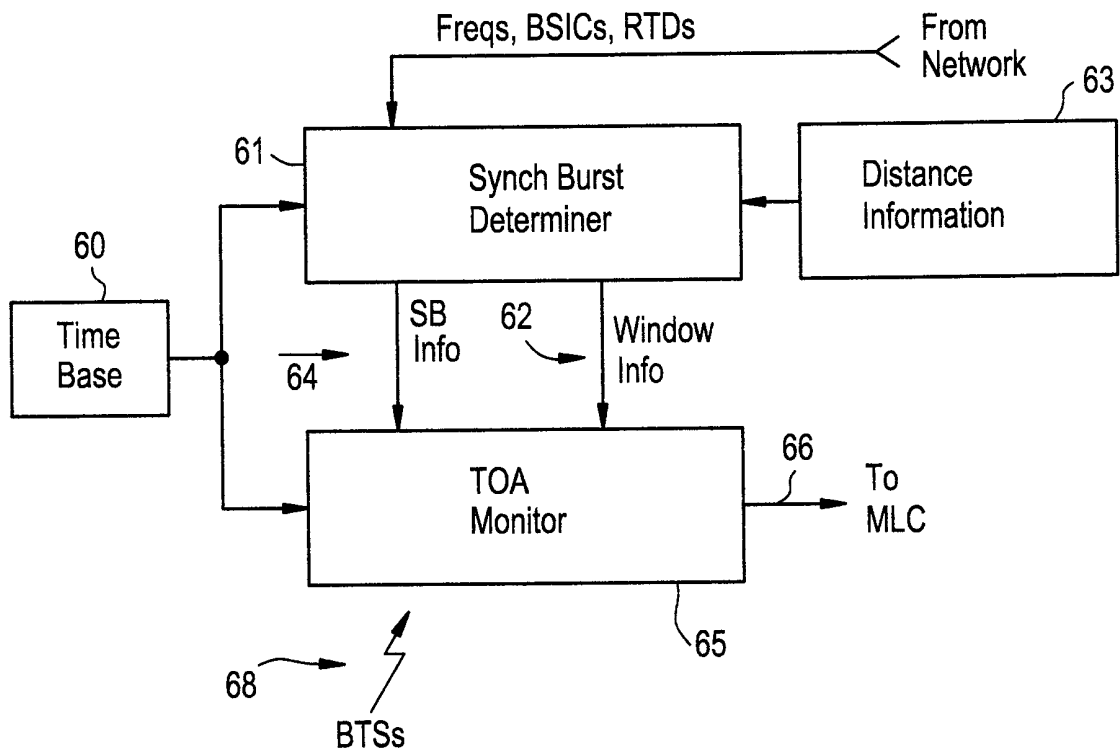 Freqs, BSICs, RTDs
From
Network
63
61
Synch Burst
Determiner
Distance
Information
60
Time
Base
64
SB
Info
62
Window
Info
TOA
Monitor
66
To
MLC
65
68
BTSs